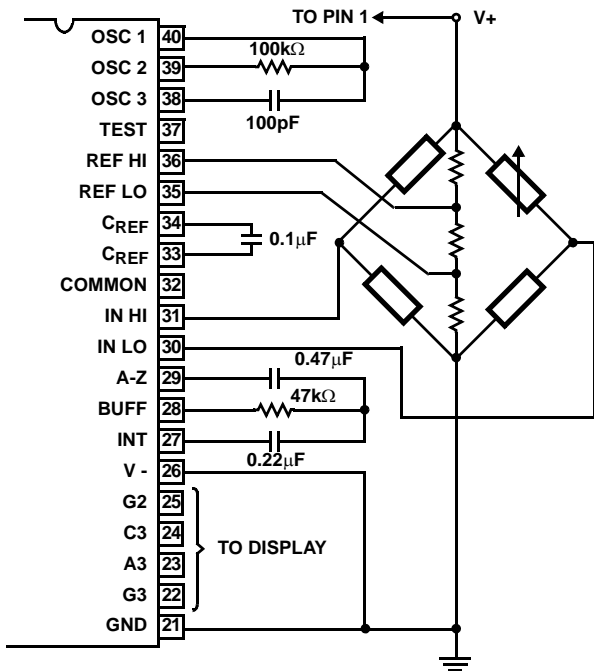 TO PIN 1
V+
OSC 1 40
100kΩ
OSC 2 39
OSC 3 38
100pF
TEST 37
REF HI 36
REF LO 35
CREF 34
0.1µF
CREF 33
COMMON 32
IN HI 31
IN LO 30
0.47µF
A-Z 29
47kΩ
BUFF 28
INT 27
0.22µF
V - 26
G2 25
C3 24
TO DISPLAY
A3 23
G3 22
GND 21